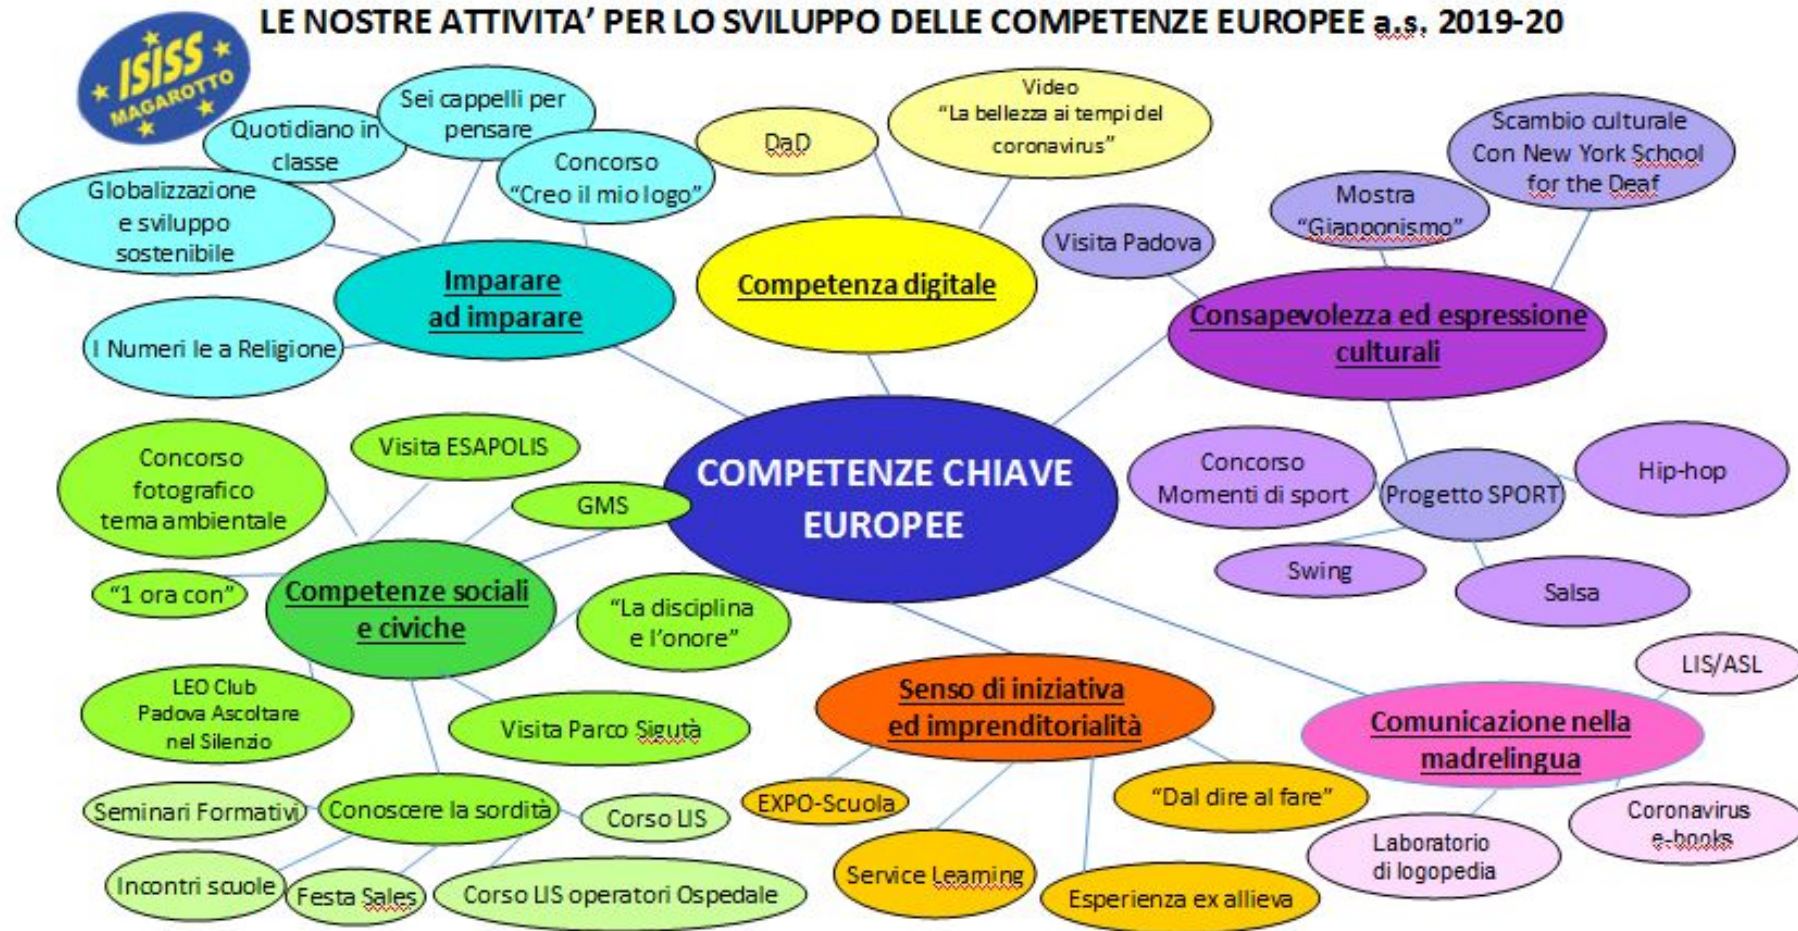 LE NOSTRE ATTIVITA’ PER LO SVILUPPO DELLE COMPETENZE EUROPEE a.s. 2019-20
ISISS
MAGAROTTO
Quotidiano in
classe
Sei cappelli per
pensare
Concorso
“Creo il mio logo”
Globalizzazione
e sviluppo
sostenibile
I Numeri le a Religione
Imparare
ad imparare
DaD
Video
“La bellezza ai tempi del
coronavirus”
Competenza digitale
Visita Padova
Mostra
“Giapponismo”
Scambio culturale
Con New York School
for the Deaf
Consapevolezza ed espressione
culturali
COMPETENZE CHIAVE
EUROPEE
Concorso
Momenti di sport
Progetto SPORT
Hip-hop
Swing
Salsa
Concorso
fotografico
tema ambientale
Visita ESAPOLIS
GMS
“1 ora con”
Competenze sociali
e civiche
“La disciplina
e l’onore”
LEO Club
Padova Ascoltare
nel Silenzio
Visita Parco Sigutà
Seminari Formativi
Conoscere la sordità
Corso LIS
Incontri scuole
Festa Sales
Corso LIS operatori Ospedale
Senso di iniziativa
ed imprenditorialità
EXPO-Scuola
“Dal dire al fare”
Service Learning
Esperienza ex allieva
LIS/ASL
Comunicazione nella
madrelingua
Laboratorio
di logopedia
Coronavirus
e-books